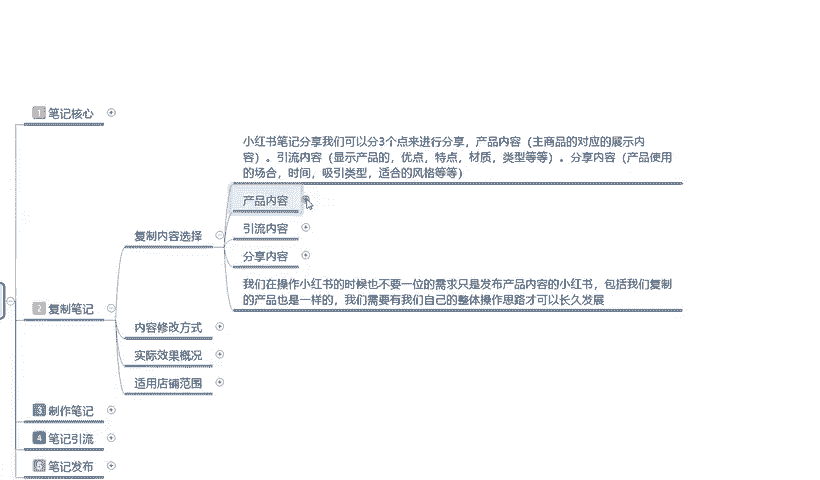 1 笔记核心
小红书笔记分享我们可以分3个点来进行分享，产品内容（主商品的对应的展示内
容）。引流内容（显示产品的，优点，特点，材质，类型等等）。分享内容（产品使用
的场合，时间，吸引类型，适合的风格等等）
产品内容
复制内容选择
引流内容
分享内容
我们在操作小红书的时候也不要一位的需求只是发布产品内容的小红书，包括我们复制
的产品也是一样的，我们需要有我们自己的整体操作思路才可以长久发展
2 复制笔记
内容修改方式
实际效果概况
适用店铺范围
3 制作笔记
4 笔记引流
笔记发布